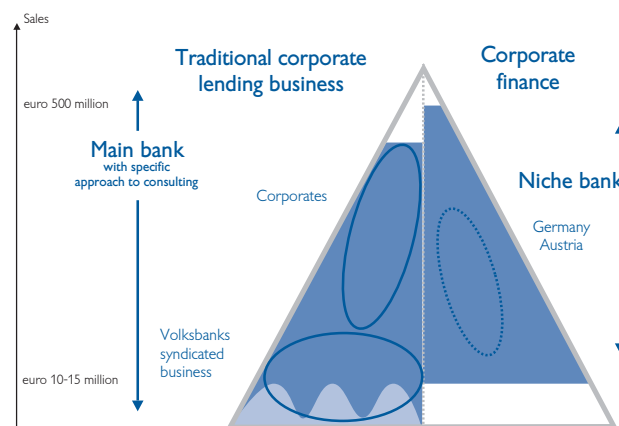 Sales
Traditional corporate
lending business
Corporate
finance
euro 500 million
Main bank
with specific
approach to consulting
Corporates
Niche bank
Germany
Austria
Volksbanks
syndicated
business
euro 10-15 million